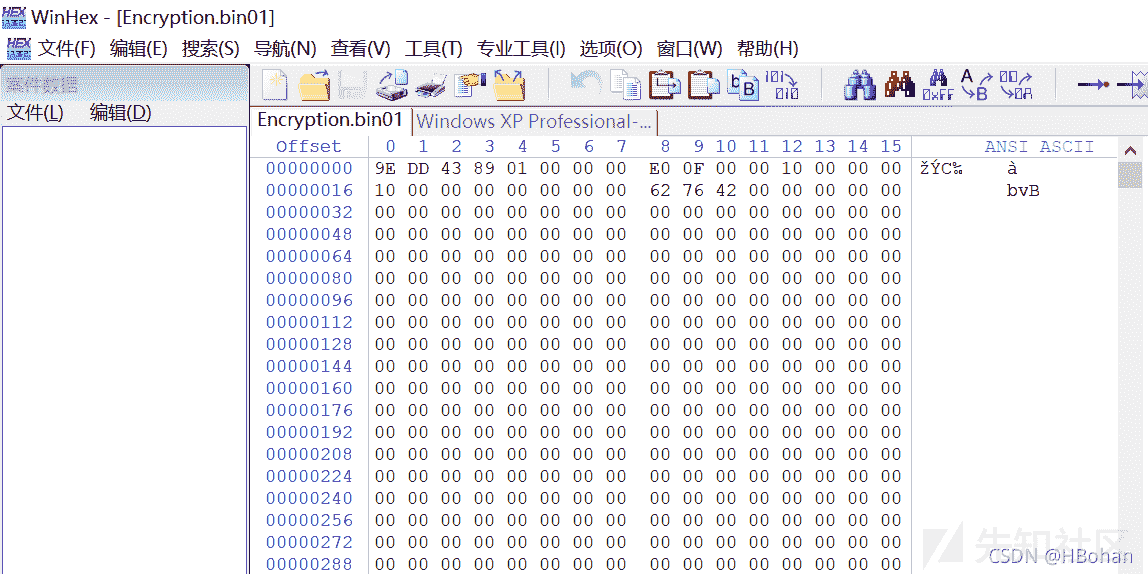 WinHex - [Encryption.bin01]
文件(F) 编辑(E) 搜索(S) 导航(N) 查看(V) 工具(T) 专业工具(I) 选项(O) 窗口(W) 帮助(H)
案件数据
文件(L) 编辑(D)
Encryption.bin01 Windows XP Professional-...
Offset 0 1 2 3 4 5 6 7 8 9 10 11 12 13 14 15 ANSI ASCII
00000000 9E DD 43 89 01 00 00 00 E0 0F 00 00 10 00 00 00 žÝC‰ à
00000016 10 00 00 00 00 00 00 00 62 76 42 00 00 00 00 00 bvB
00000032 00 00 00 00 00 00 00 00 00 00 00 00 00 00 00 00
00000048 00 00 00 00 00 00 00 00 00 00 00 00 00 00 00 00
00000064 00 00 00 00 00 00 00 00 00 00 00 00 00 00 00 00
00000080 00 00 00 00 00 00 00 00 00 00 00 00 00 00 00 00
00000096 00 00 00 00 00 00 00 00 00 00 00 00 00 00 00 00
00000112 00 00 00 00 00 00 00 00 00 00 00 00 00 00 00 00
00000128 00 00 00 00 00 00 00 00 00 00 00 00 00 00 00 00
00000144 00 00 00 00 00 00 00 00 00 00 00 00 00 00 00 00
00000160 00 00 00 00 00 00 00 00 00 00 00 00 00 00 00 00
00000176 00 00 00 00 00 00 00 00 00 00 00 00 00 00 00 00
00000192 00 00 00 00 00 00 00 00 00 00 00 00 00 00 00 00
00000208 00 00 00 00 00 00 00 00 00 00 00 00 00 00 00 00
00000224 00 00 00 00 00 00 00 00 00 00 00 00 00 00 00 00
00000240 00 00 00 00 00 00 00 00 00 00 00 00 00 00 00 00
00000256 00 00 00 00 00 00 00 00 00 00 00 00 00 00 00 00
00000272 00 00 00 00 00 00 00 00 00 00 00 00 00 00 00 00
00000288 00 00 00 00 00 00 00 00 00 00 00 00 00 00 00 00
先知社区
CSDN @HBohan